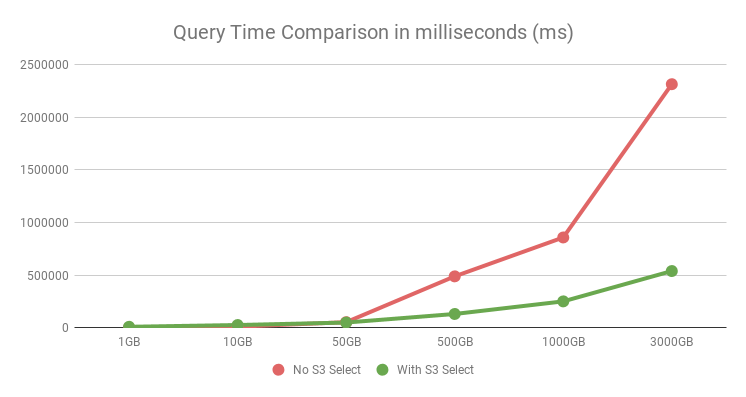 Query Time Comparison in milliseconds (ms)
2500000
2000000
1500000
1000000
500000
0
1GB
10GB
50GB
500GB
1000GB
3000GB
No S3 Select
With S3 Select